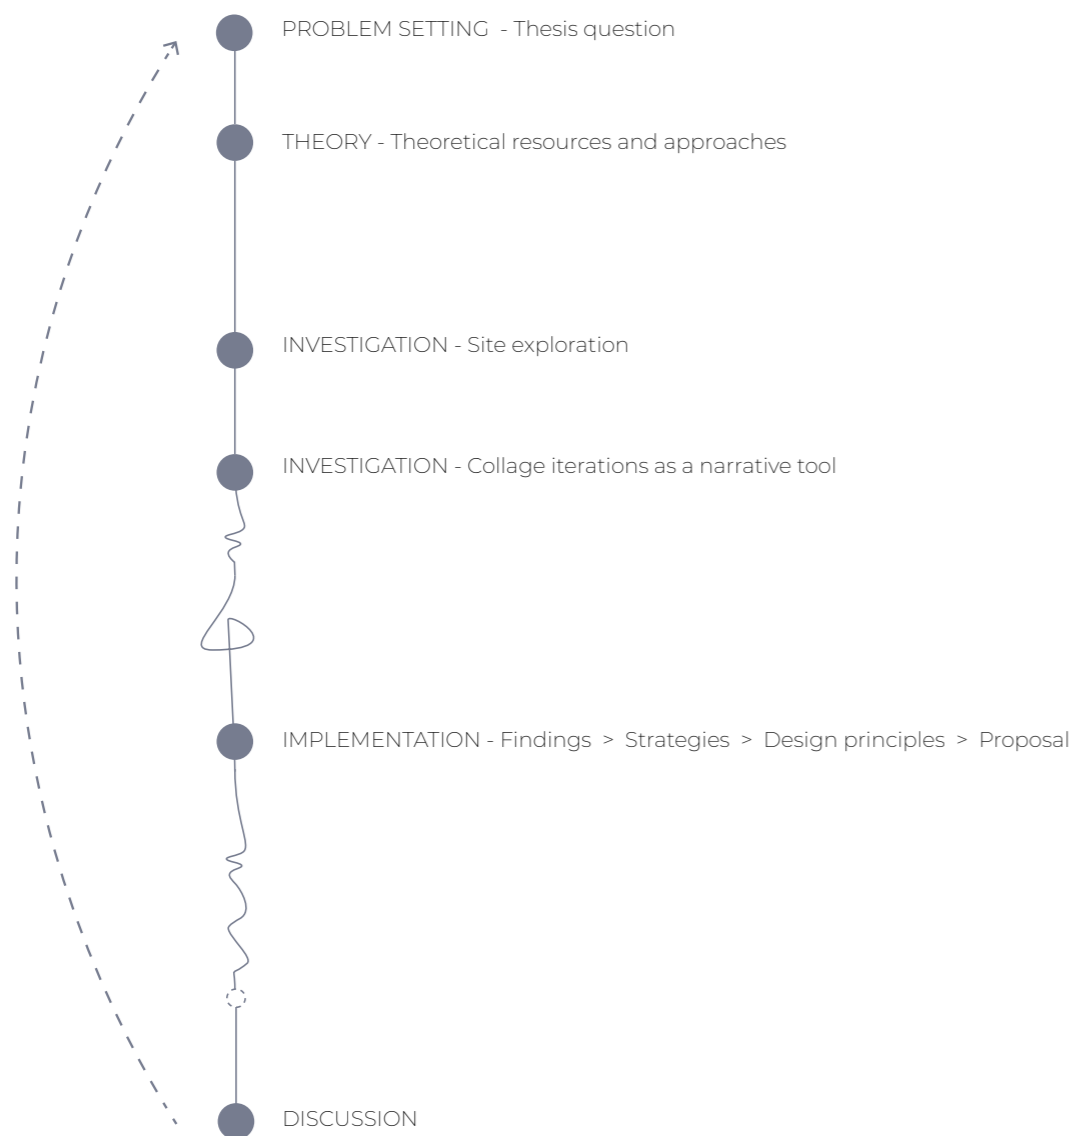 PROBLEM SETTING - Thesis question
THEORY - Theoretical resources and approaches
INVESTIGATION - Site exploration
INVESTIGATION - Collage iterations as a narrative tool
IMPLEMENTATION - Findings > Strategies > Design principles > Proposal
DISCUSSION